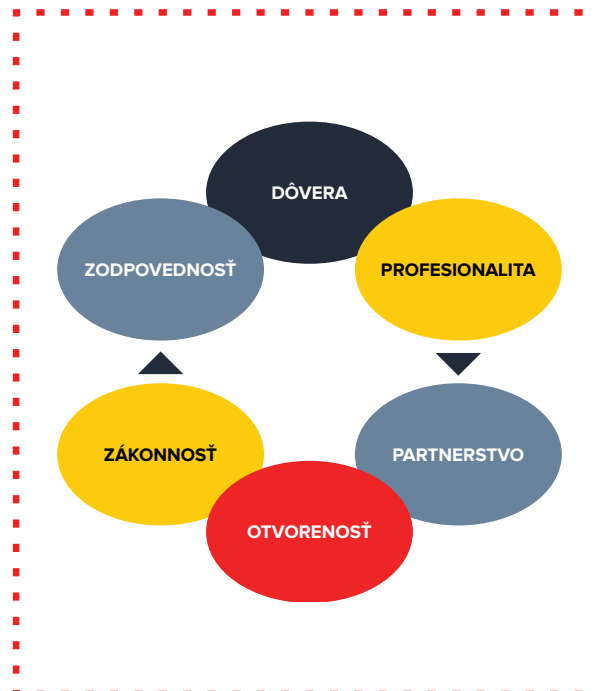 DÔVERA
ZODPOVEDNOSŤ
PROFESIONALITA
ZÁKONNOSŤ
PARTNERSTVO
OTVORENOSŤ